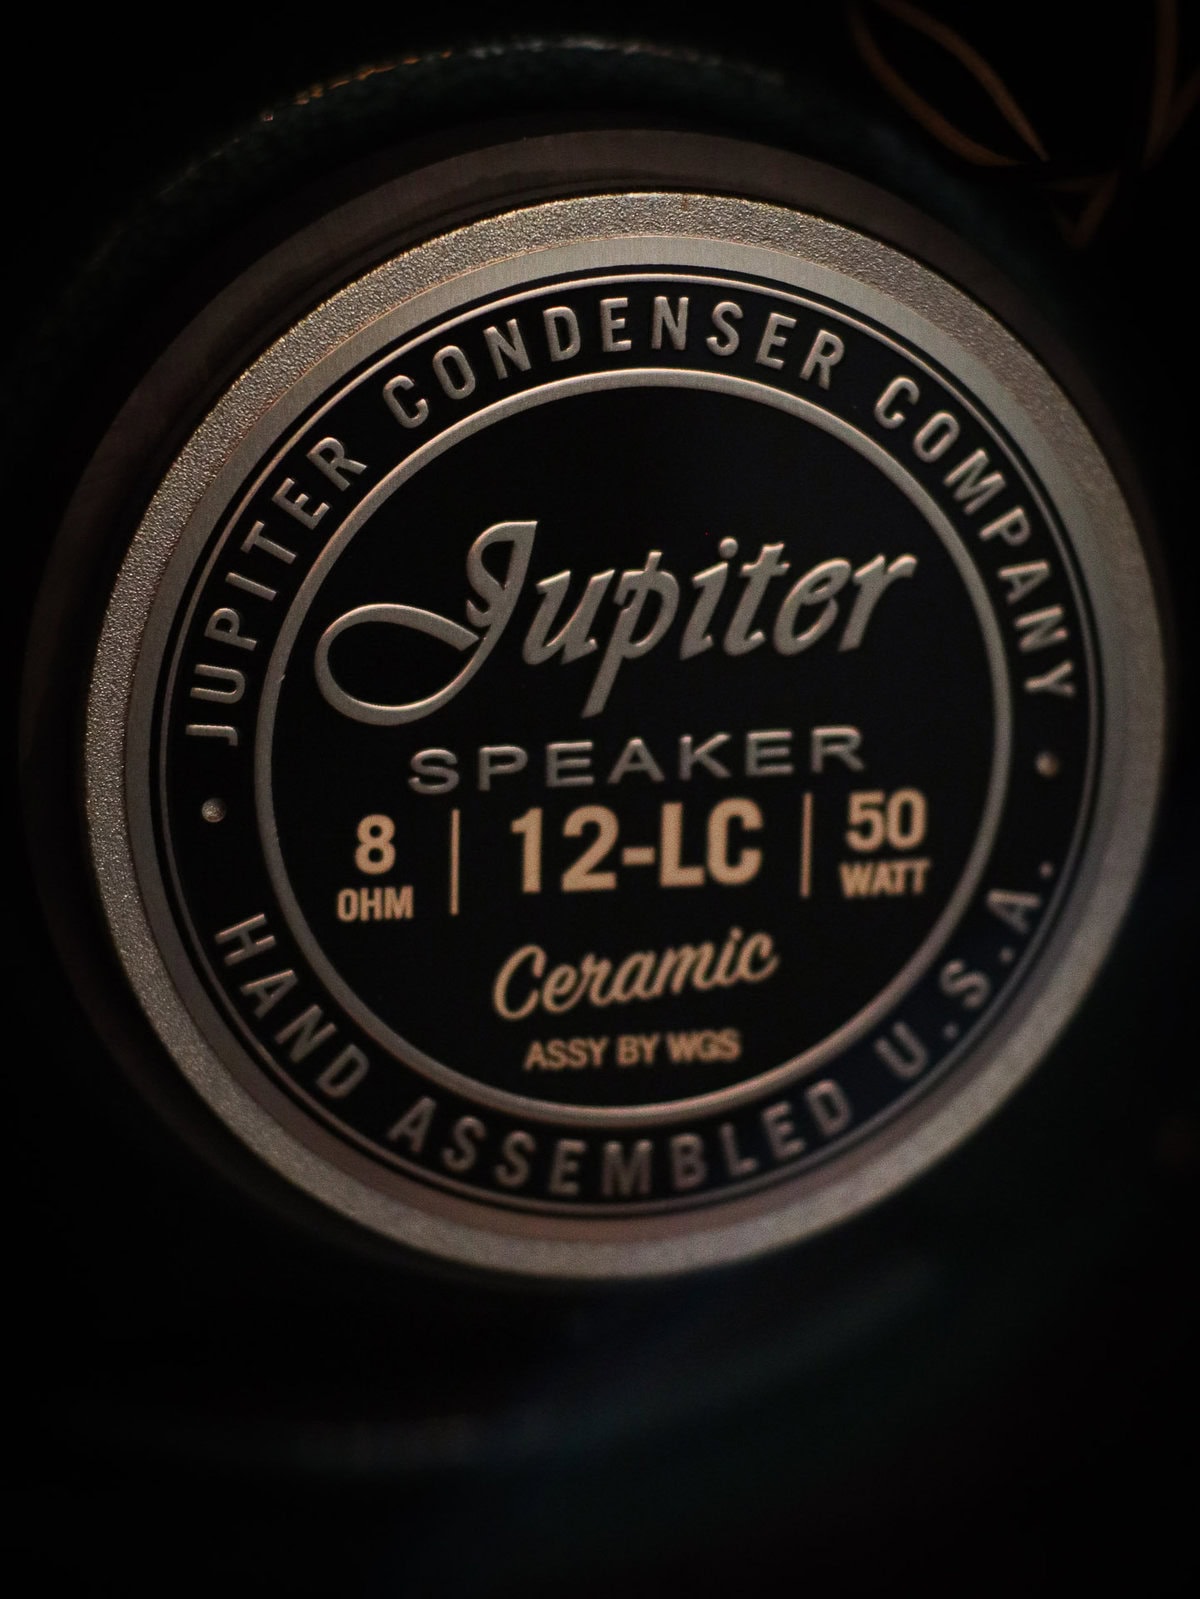 JUPITER CONDENSER COMPANY
Jupiter
SPEAKER
8 OHM
12-LC
50 WATT
Ceramic
ASSY BY WGS
HAND ASSEMBLED U.S.A.